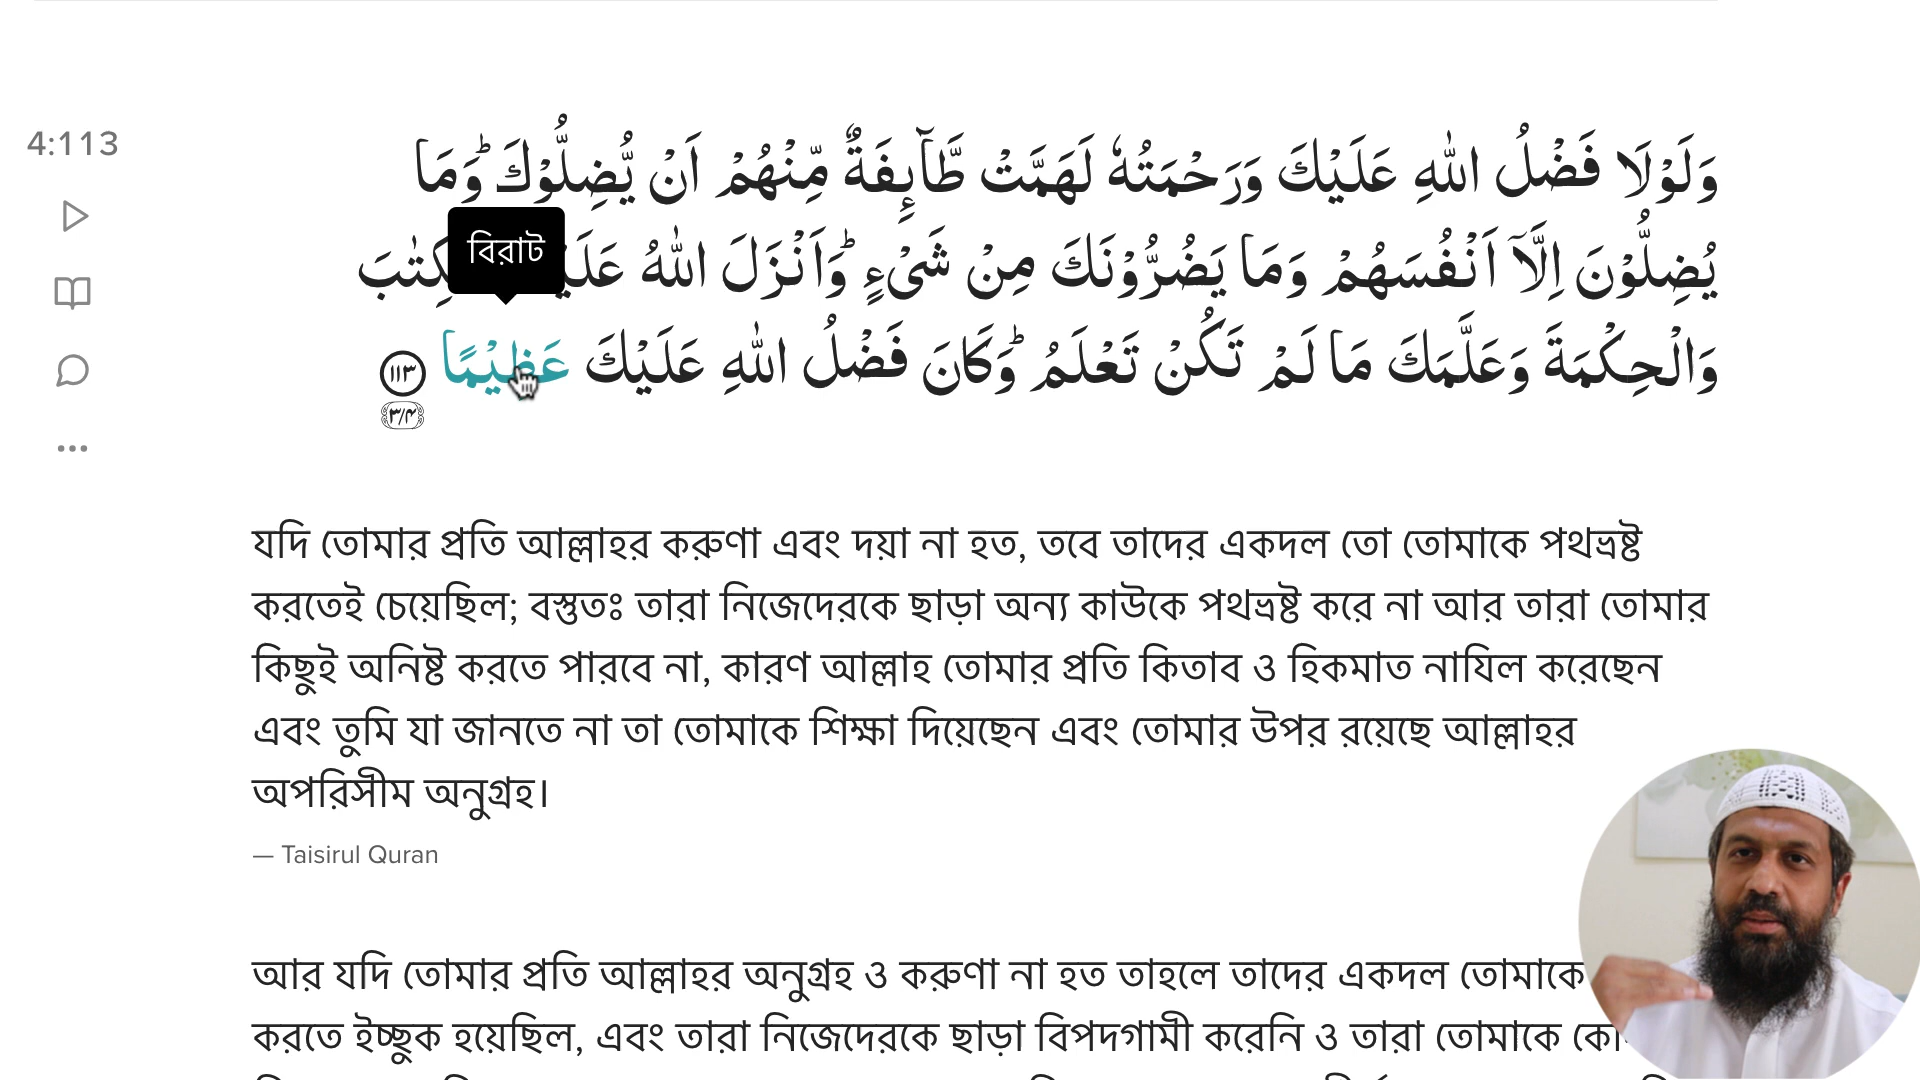 4:113
وَلَوْلَا فَضْلُ اللّٰهِ عَلَيْكَ وَرَحْمَتُهٗ لَهَمَّتْ طَّآىِٕفَةٌ مِّنْهُمْ اَنْ يُّضِلُّوْكَ ؕ وَمَا
يُضِلُّوْنَ اِلَّآ اَنْفُسَهُمْ وَمَا يَضُرُّوْنَكَ مِنْ شَیْءٍ ؕ وَاَنْزَلَ اللّٰهُ
বিরাট
وَالْحِكْمَةَ وَعَلَّمَكَ مَا لَمْ تَكُنْ تَعْلَمُ ؕ وَكَانَ فَضْلُ اللّٰهِ عَلَيْكَ عَظِيْمًا ١١٣
٣/٤
যদি তোমার প্রতি আল্লাহর করুণা এবং দয়া না হত, তবে তাদের একদল তো তোমাকে পথভ্রষ্ট
করতেই চেয়েছিল; বস্তুতঃ তারা নিজেদেরকে ছাড়া অন্য কাউকে পথভ্রষ্ট করে না আর তারা তোমার
কিছুই অনিষ্ট করতে পারবে না, কারণ আল্লাহ তোমার প্রতি কিতাব ও হিকমাত নাযিল করেছেন
এবং তুমি যা জানতে না তা তোমাকে শিক্ষা দিয়েছেন এবং তোমার উপর রয়েছে আল্লাহর
অপরিসীম অনুগ্রহ।
— Taisirul Quran
আর যদি তোমার প্রতি আল্লাহর অনুগ্রহ ও করুণা না হত তাহলে তাদের একদল তোমাকে
করতে ইচ্ছুক হয়েছিল, এবং তারা নিজেদেরকে ছাড়া বিপদগামী করেনি ও তারা তোমাকে